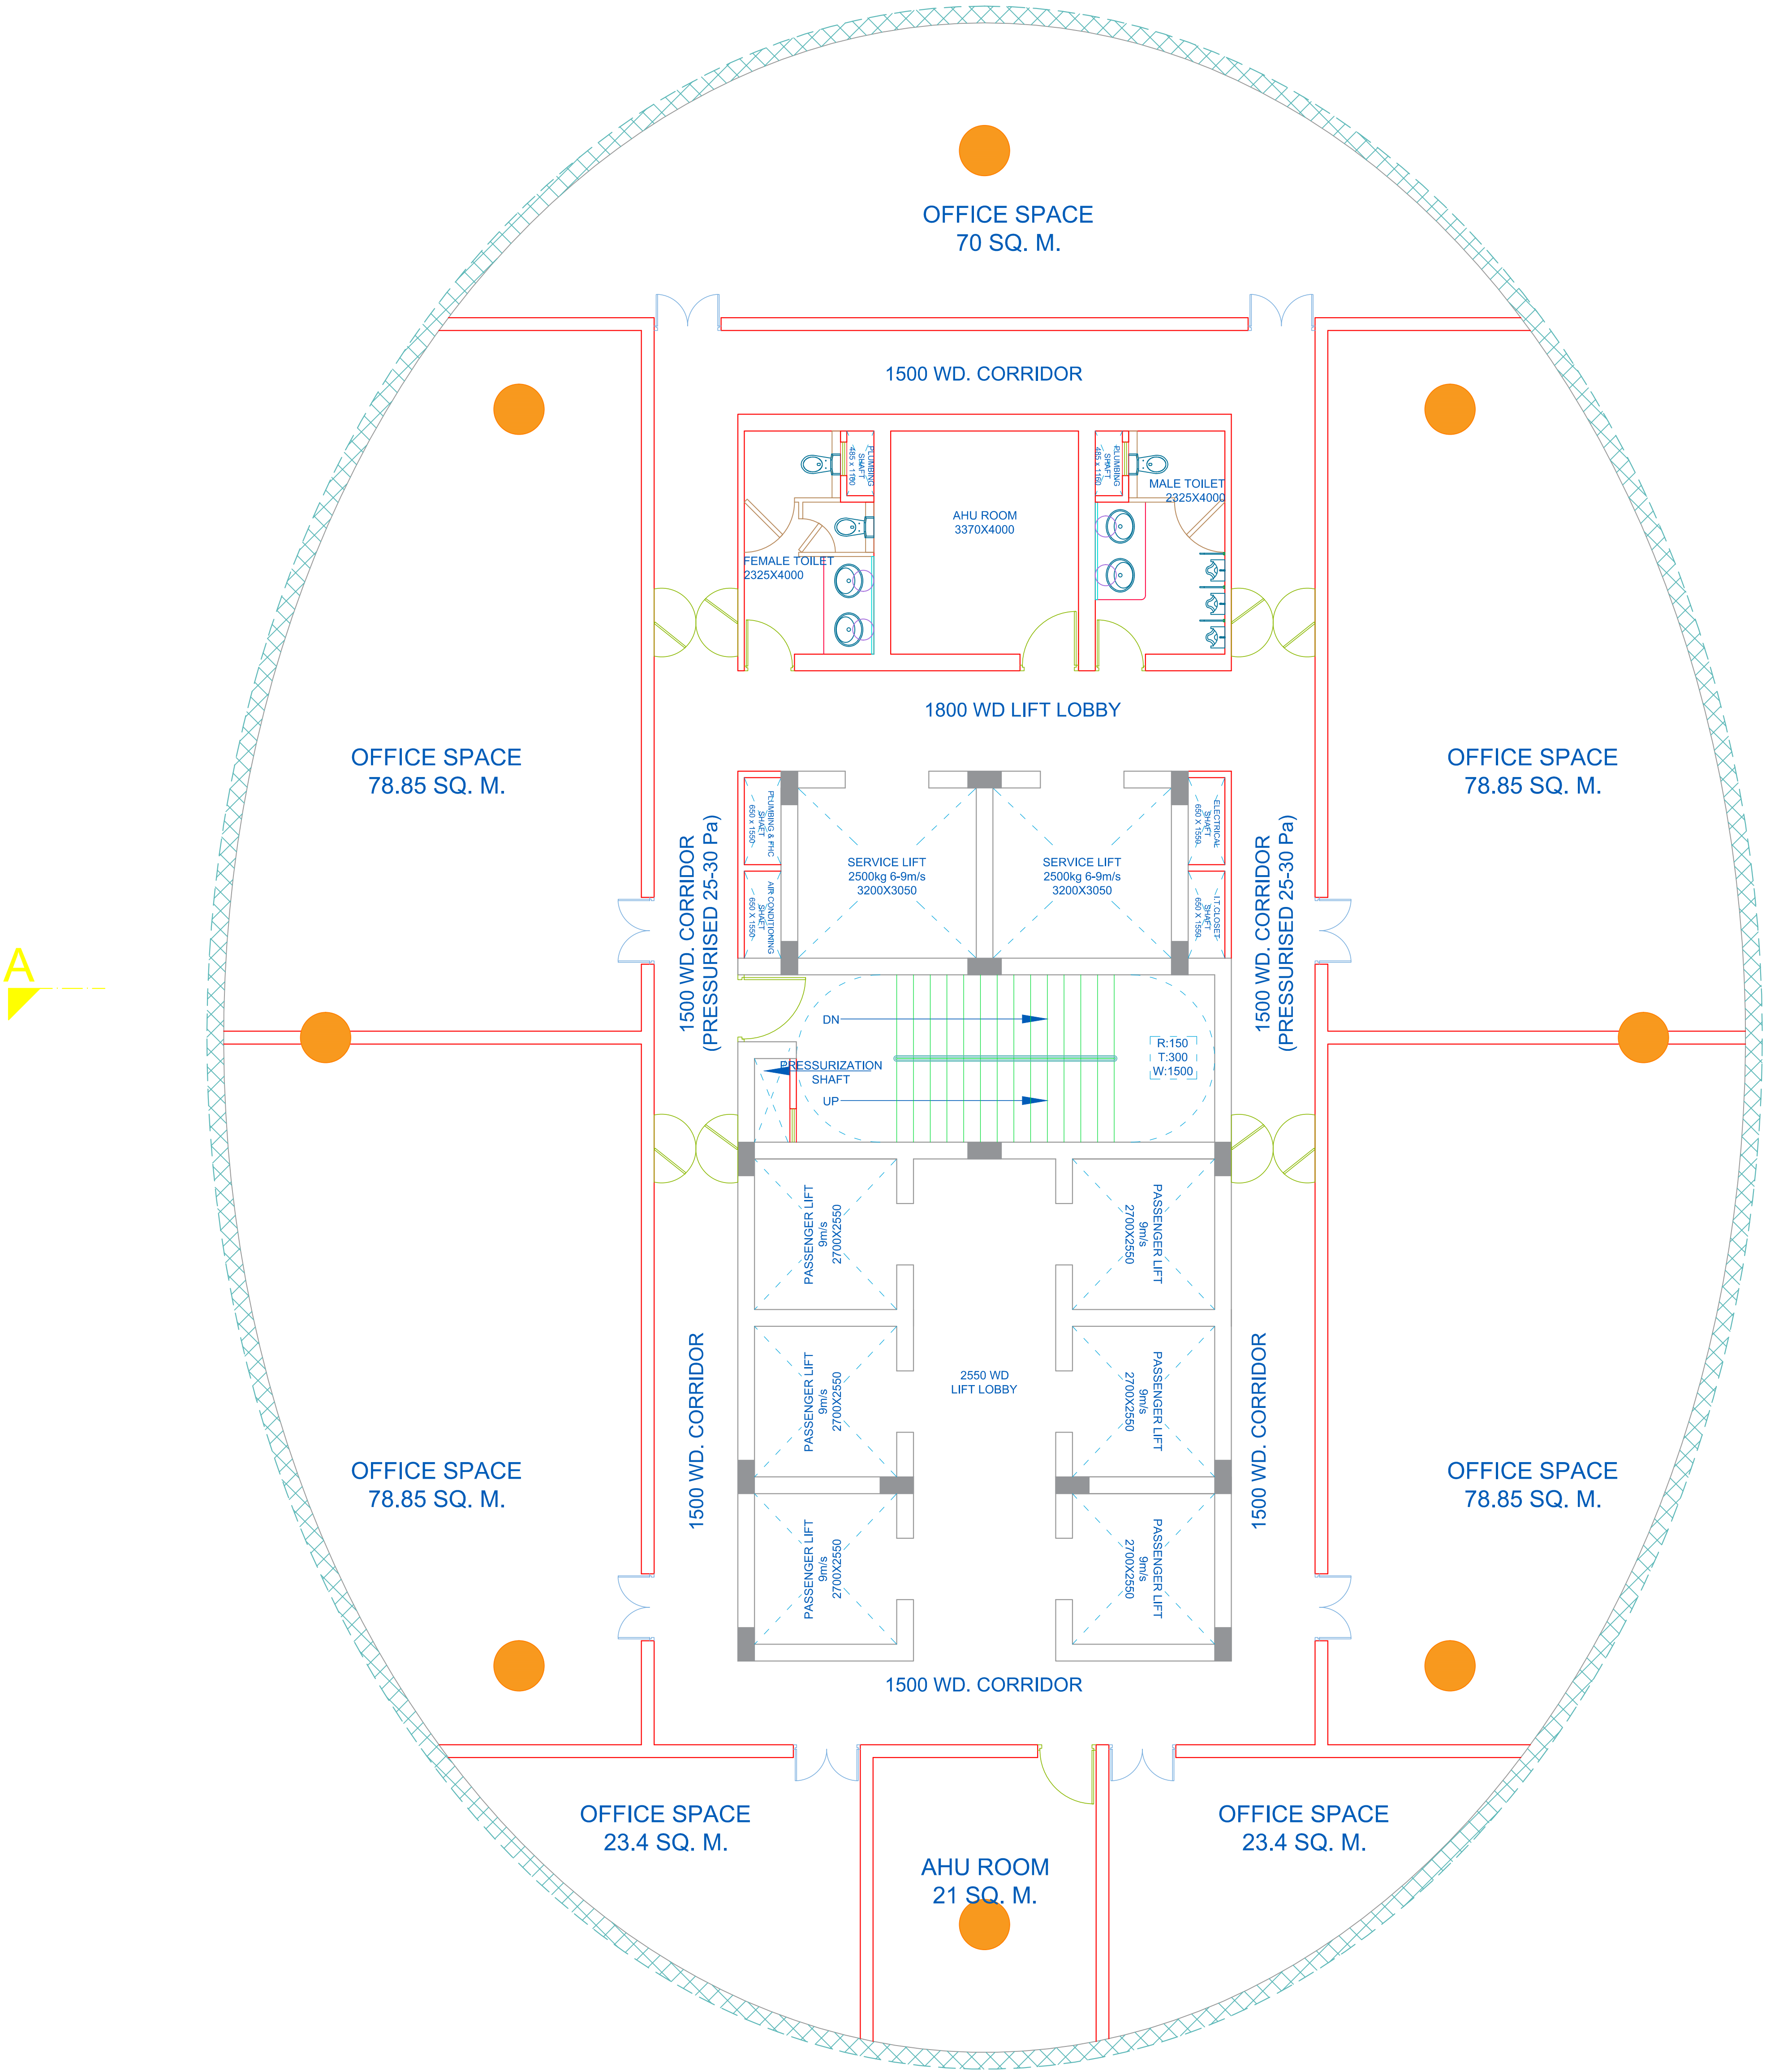 OFFICE SPACE
70 SQ. M.
1500 WD. CORRIDOR
PLUMBING
SHAFT
485 x 1160
PLUMBING
SHAFT
485 x 1160
MALE TOILET
2325X4000
AHU ROOM
3370X4000
FEMALE TOILET
2325X4000
1800 WD LIFT LOBBY
OFFICE SPACE
78.85 SQ. M.
OFFICE SPACE
78.85 SQ. M.
1500 WD. CORRIDOR
(PRESSURISED 25-30 Pa)
PLUMBING & FHC
SHAFT
650 x 1550
AIR CONDITIONING
SHAFT
650 X 1550
SERVICE LIFT
2500kg 6-9m/s
3200X3050
SERVICE LIFT
2500kg 6-9m/s
3200X3050
ELECTRICAL
SHAFT
650 X 1550
I.T.CLOSET
SHAFT
650 X 1550
1500 WD. CORRIDOR
(PRESSURISED 25-30 Pa)
A
DN
R:150
T:300
W:1500
PRESSURIZATION
SHAFT
UP
PASSENGER LIFT
9m/s
2700X2550
PASSENGER LIFT
9m/s
2700X2550
1500 WD. CORRIDOR
PASSENGER LIFT
9m/s
2700X2550
2550 WD
LIFT LOBBY
PASSENGER LIFT
9m/s
2700X2550
1500 WD. CORRIDOR
OFFICE SPACE
78.85 SQ. M.
OFFICE SPACE
78.85 SQ. M.
PASSENGER LIFT
9m/s
2700X2550
PASSENGER LIFT
9m/s
2700X2550
1500 WD. CORRIDOR
OFFICE SPACE
23.4 SQ. M.
OFFICE SPACE
23.4 SQ. M.
AHU ROOM
21 SQ. M.